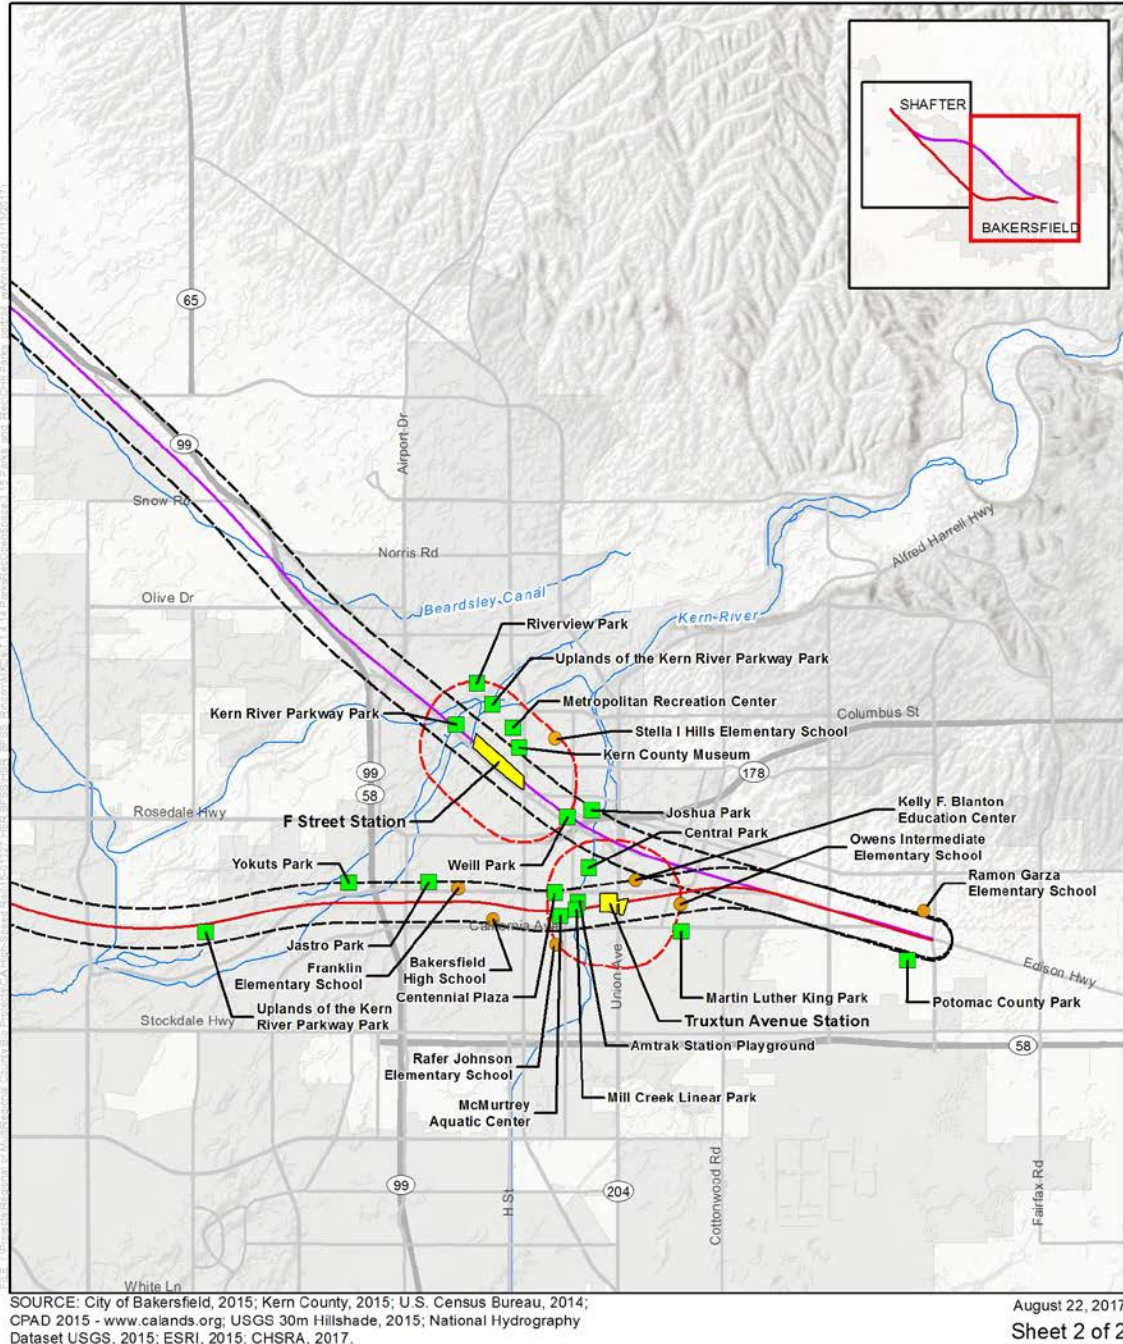 SHAFTER
BAKERSFIELD
65
99
Airport Dr
Snow Rd
Norris Rd
Alfred Harrell Hwy
Olive Dr
Beardsley Canal
Kern River
Riverview Park
Uplands of the Kern River Parkway Park
Kern River Parkway Park
Metropolitan Recreation Center
Columbus St
Stella I Hills Elementary School
Kern County Museum
99
58
178
Rosedale Hwy
F Street Station
Joshua Park
Kelly F. Blanton
Education Center
Central Park
Owens Intermediate
Elementary School
Yokuts Park
Weill Park
Ramon Garza
Elementary School
California Ave
Jastro Park
Franklin
Elementary School
Bakersfield
High School
Centennial Plaza
Union Ave
Edison Hwy
Martin Luther King Park
Potomac County Park
Uplands of the Kern
River Parkway Park
Stockdale Hwy
Truxtun Avenue Station
58
Amtrak Station Playground
Rafer Johnson
Elementary School
McMurtrey
Aquatic Center
Mill Creek Linear Park
99
H St
204
Cottonwood Rd
Fairfax Rd
White Ln
SOURCE: City of Bakersfield, 2015; Kern County, 2015; U.S. Census Bureau, 2014;
CPAD 2015 - www.calands.org; USGS 30m Hillshade, 2015; National Hydrography
Dataset USGS, 2015; ESRI, 2015; CHSRA, 2017.
August 22, 2017
Sheet 2 of 2